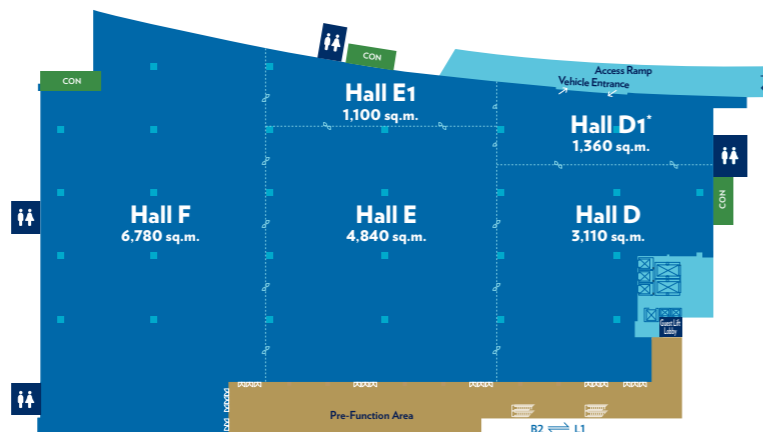 CON
CON
Access Ramp
Vehicle Entrance
Hall E1
1,100 sq.m.
Hall D1*
1,360 sq.m.
CON
Hall F
6,780 sq.m.
Hall E
4,840 sq.m.
Hall D
3,110 sq.m.
Guest Lift
Lobby
Pre-Function Area
B2 ⇌ L1